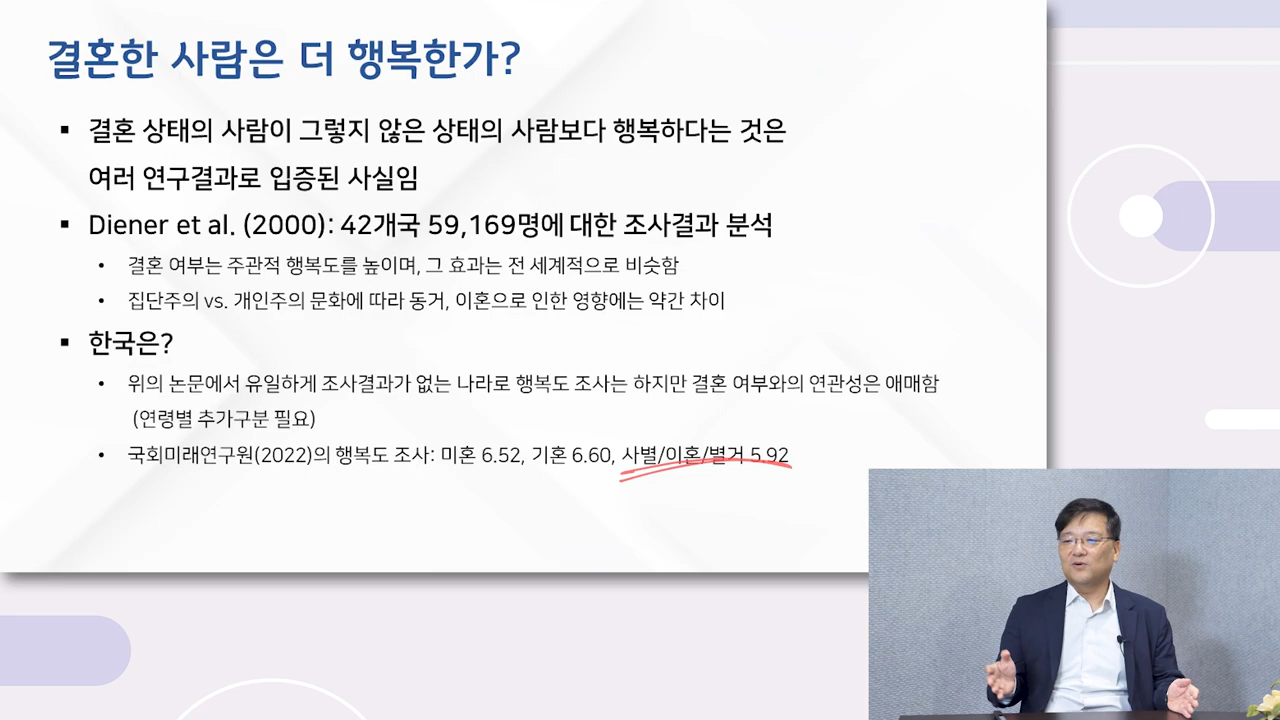 결혼한 사람은 더 행복한가?
▪ 결혼 상태의 사람이 그렇지 않은 상태의 사람보다 행복하다는 것은
여러 연구결과로 입증된 사실임
▪ Diener et al. (2000): 42개국 59,169명에 대한 조사결과 분석
• 결혼 여부는 주관적 행복도를 높이며, 그 효과는 전 세계적으로 비슷함
• 집단주의 vs. 개인주의 문화에 따라 동거, 이혼으로 인한 영향에는 약간 차이
▪ 한국은?
• 위의 논문에서 유일하게 조사결과가 없는 나라로 행복도 조사는 하지만 결혼 여부와의 연관성은 애매함
(연령별 추가구분 필요)
• 국회미래연구원(2022)의 행복도 조사: 미혼 6.52, 기혼 6.60, 사별/이혼/별거 5.92